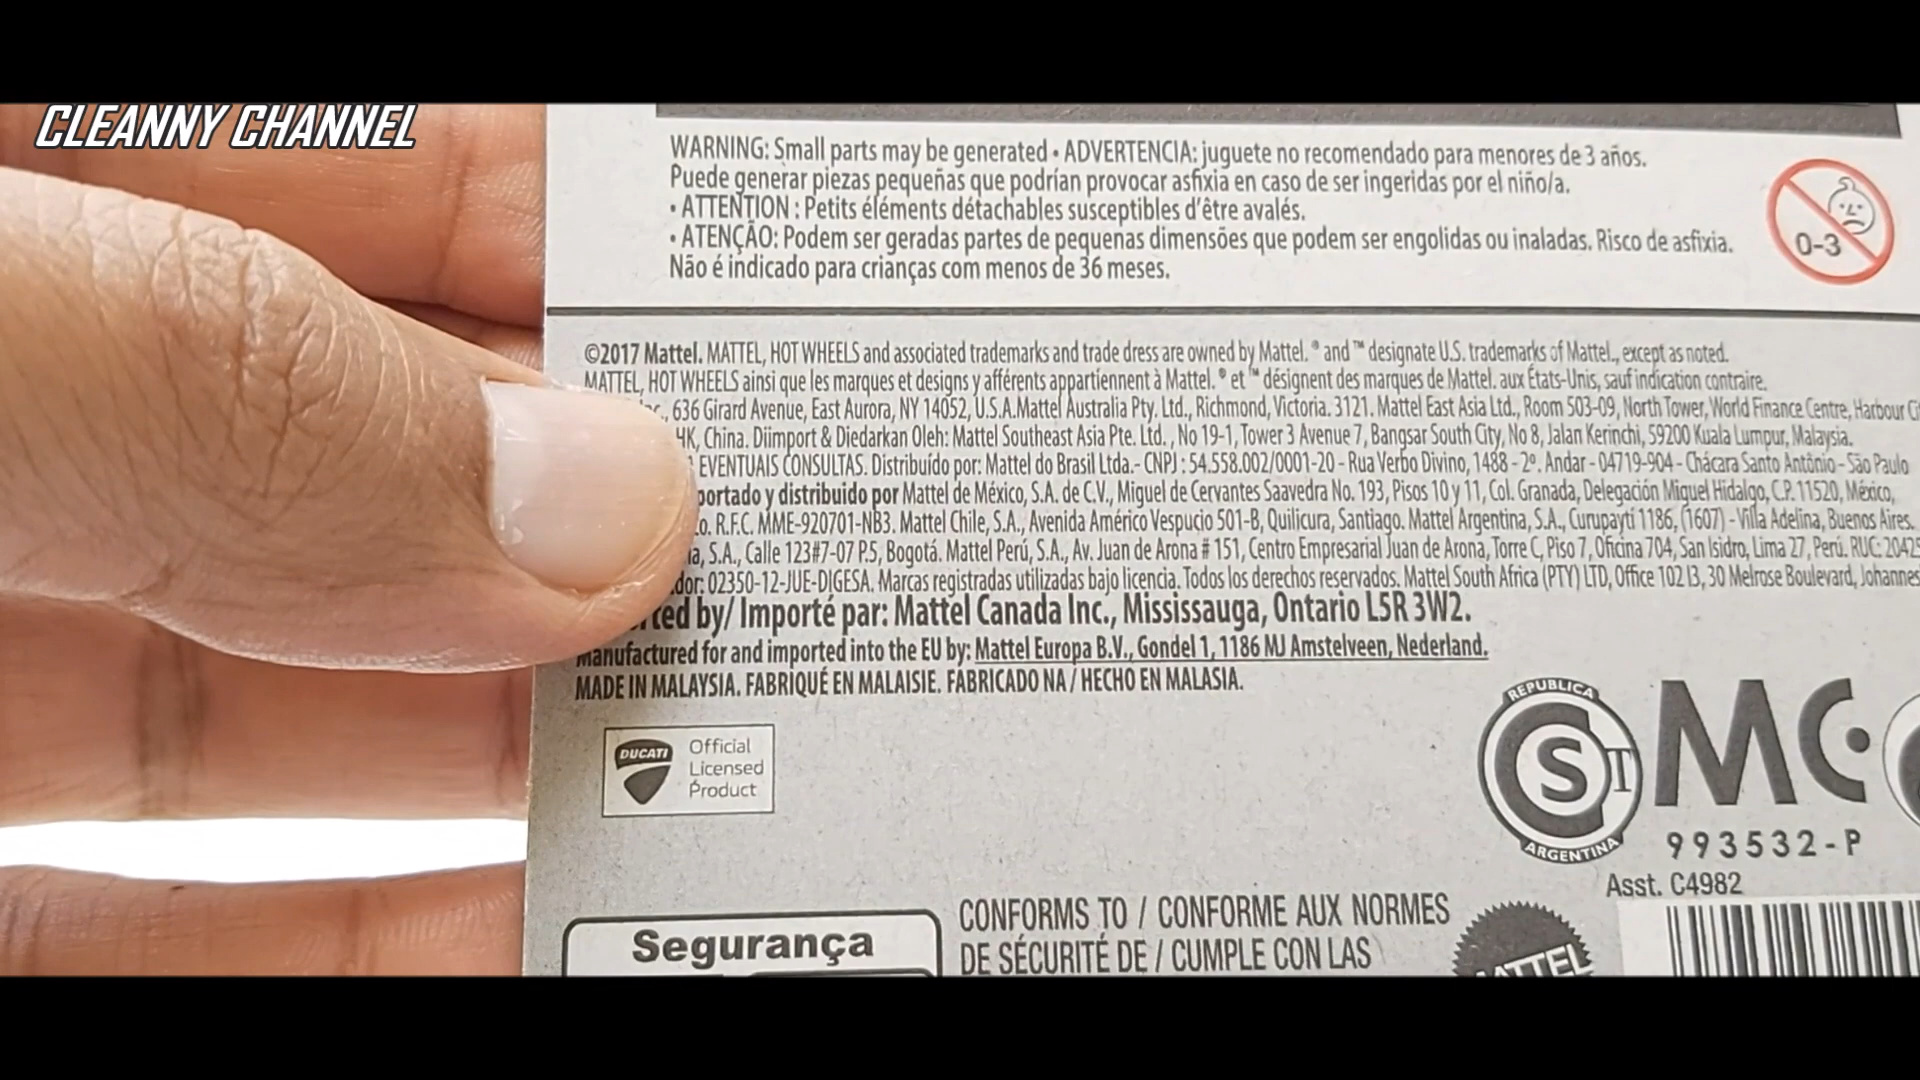 CLEANNY CHANNEL
WARNING: Small parts may be generated • ADVERTENCIA: juguete no recomendado para menores de 3 años.
Puede generar piezas pequeñas que podrían provocar asfixia en caso de ser ingeridas por el niño/a.
• ATTENTION : Petits éléments détachables susceptibles d'être avalés.
• ATENÇÃO: Podem ser geradas partes de pequenas dimensões que podem ser engolidas ou inaladas. Risco de asfixia.
Não é indicado para crianças com menos de 36 meses.
0-3
©2017 Mattel. MATTEL, HOT WHEELS and associated trademarks and trade dress are owned by Mattel. ® and ™ designate U.S. trademarks of Mattel., except as noted.
MATTEL, HOT WHEELS ainsi que les marques et designs y afférents appartiennent à Mattel. ® et ™ désignent des marques de Mattel. aux États-Unis, sauf indication contraire.
636 Girard Avenue, East Aurora, NY 14052, U.S.A.Mattel Australia Pty. Ltd., Richmond, Victoria. 3121. Mattel East Asia Ltd., Room 503-09, North Tower, World Finance Centre, Harbour
HK, China. Diimport & Diedarkan Oleh: Mattel Southeast Asia Pte. Ltd. , No 19-1, Tower 3 Avenue 7, Bangsar South City, No 8, Jalan Kerinchi, 59200 Kuala Lumpur, Malaysia.
EVENTUAIS CONSULTAS. Distribuído por: Mattel do Brasil Ltda.- CNPJ : 54.558.002/0001-20 - Rua Verbo Divino, 1488 - 2º. Andar - 04719-904 - Chácara Santo Antônio - São Paulo
portado y distribuido por Mattel de México, S.A. de C.V., Miguel de Cervantes Saavedra No. 193, Pisos 10 y 11, Col. Granada, Delegación Miguel Hidalgo, C.P. 11520, México,
R.F.C. MME-920701-NB3. Mattel Chile, S.A., Avenida Américo Vespucio 501-B, Quilicura, Santiago. Mattel Argentina, S.A., Curupaytí 1186, (1607) - Villa Adelina, Buenos Aires.
S.A., Calle 123#7-07 P.5, Bogotá. Mattel Perú, S.A., Av. Juan de Arona # 151, Centro Empresarial Juan de Arona, Torre C, Piso 7, Oficina 704, San Isidro, Lima 27, Perú. RUC: 2042
dor: 02350-12-JUE-DIGESA. Marcas registradas utilizadas bajo licencia. Todos los derechos reservados. Mattel South Africa (PTY) LTD, Office 102 I3, 30 Melrose Boulevard, Johannes
ted by/ Importé par: Mattel Canada Inc., Mississauga, Ontario L5R 3W2.
Manufactured for and imported into the EU by: Mattel Europa B.V., Gondel 1, 1186 MJ Amstelveen, Nederland.
MADE IN MALAYSIA. FABRIQUÉ EN MALAISIE. FABRICADO NA / HECHO EN MALASIA.
DUCATI
Official
Licensed
Product
REPUBLICA
CST
ARGENTINA
MC
993532-P
Asst. C4982
Segurança
CONFORMS TO / CONFORME AUX NORMES
DE SÉCURITÉ DE / CUMPLE CON LAS
MATTEL